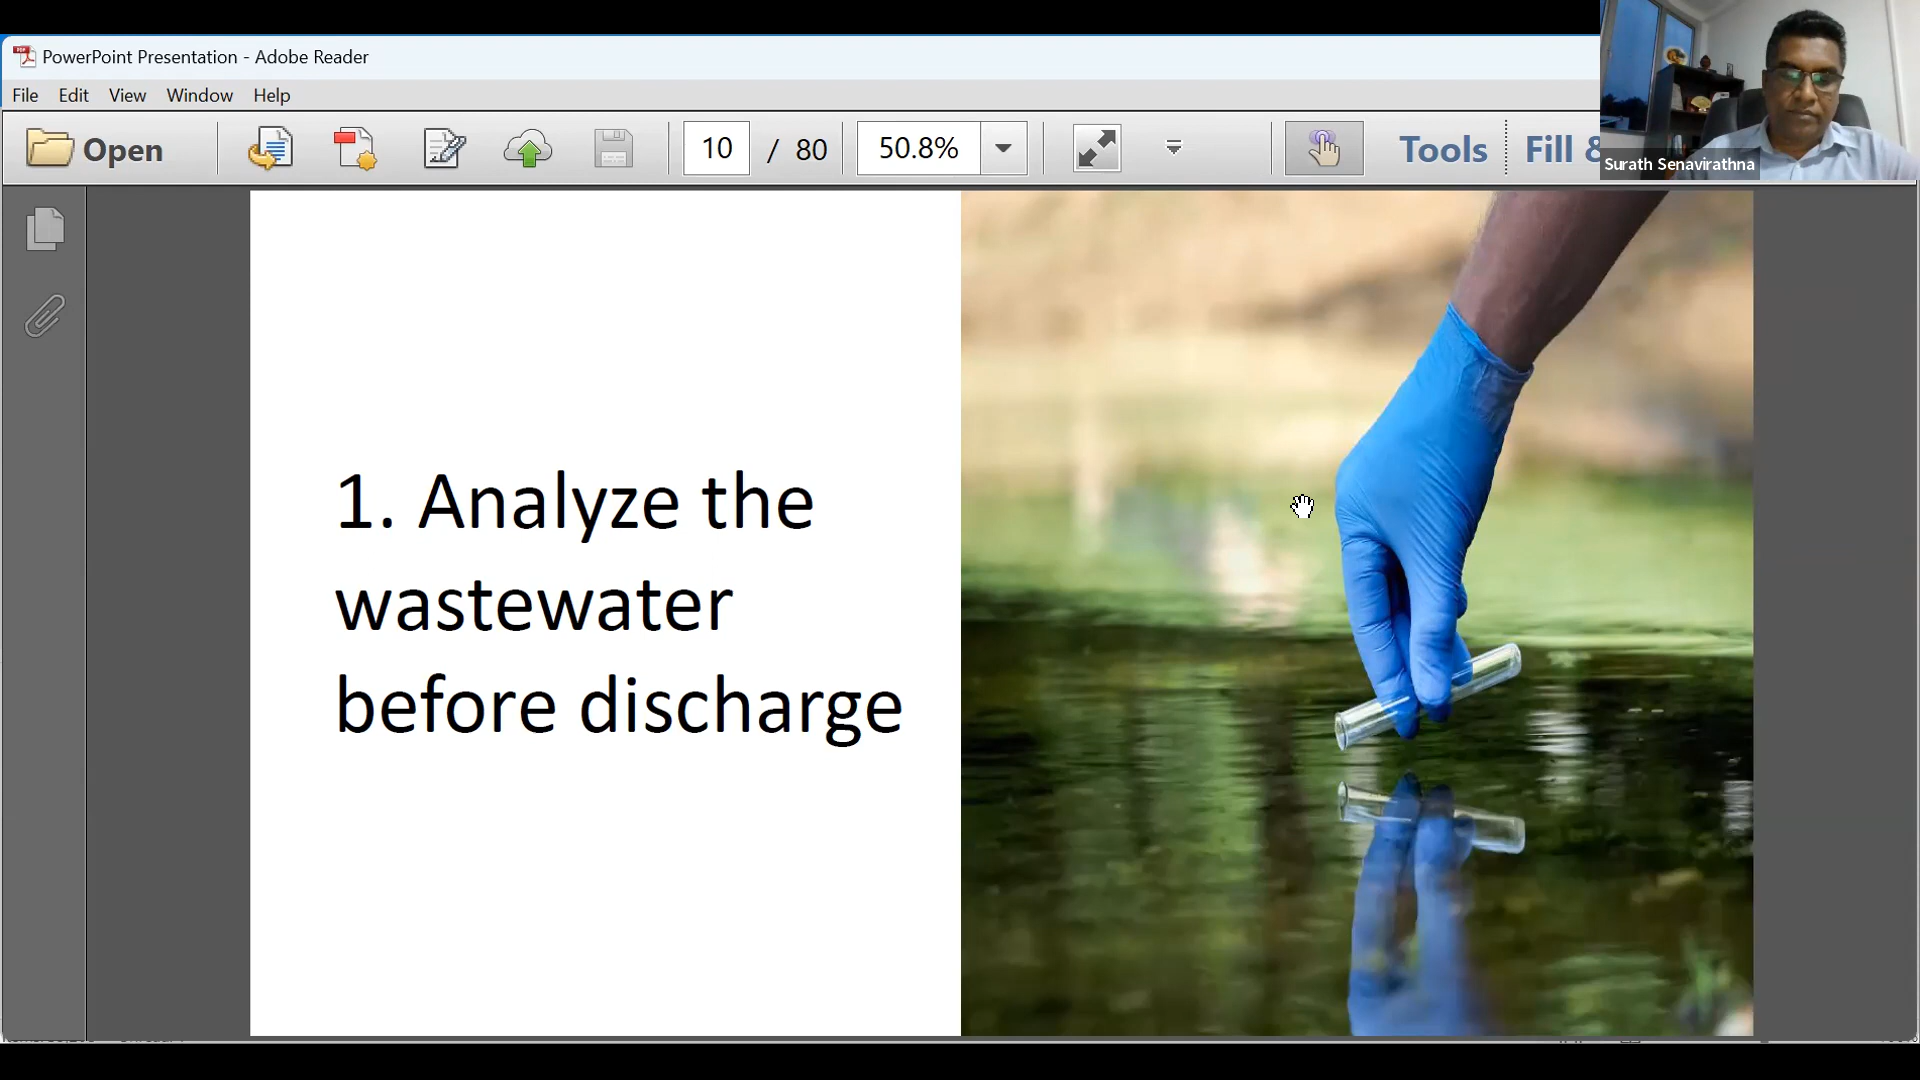 PowerPoint Presentation - Adobe Reader
File Edit View Window Help
Open 10 / 80 50.8% Tools Fill &
Surath Senavirathna
1. Analyze the
wastewater
before discharge